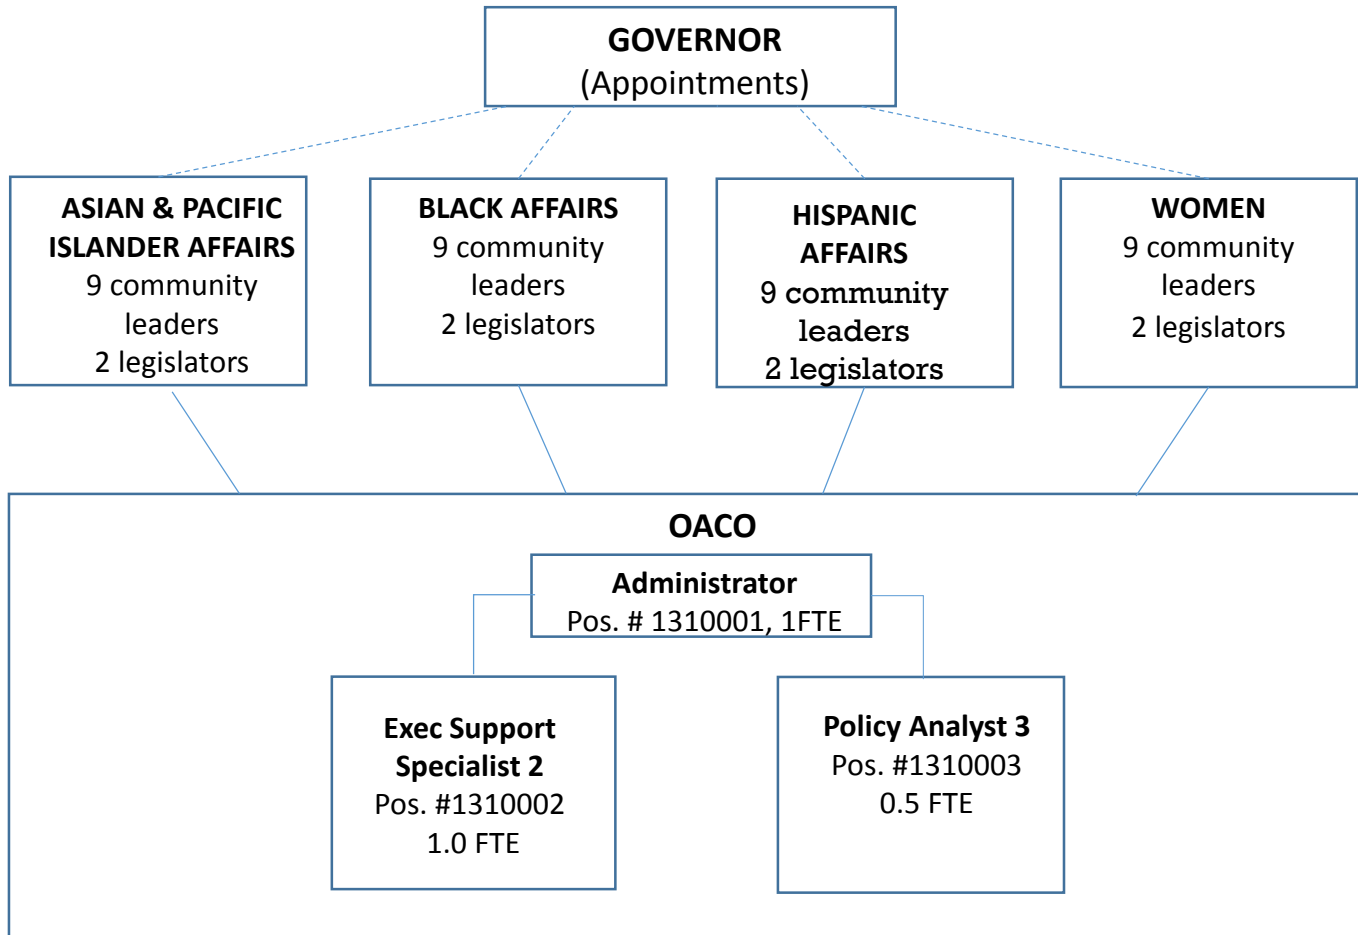 GOVERNOR
(Appointments)
ASIAN & PACIFIC
ISLANDER AFFAIRS
9 community
leaders
2 legislators
BLACK AFFAIRS
9 community
leaders
2 legislators
HISPANIC
AFFAIRS
9 community
leaders
2 legislators
WOMEN
9 community
leaders
2 legislators
OACO
Administrator
Pos. # 1310001, 1FTE
Exec Support
Specialist 2
Pos. #1310002
1.0 FTE
Policy Analyst 3
Pos. #1310003
0.5 FTE